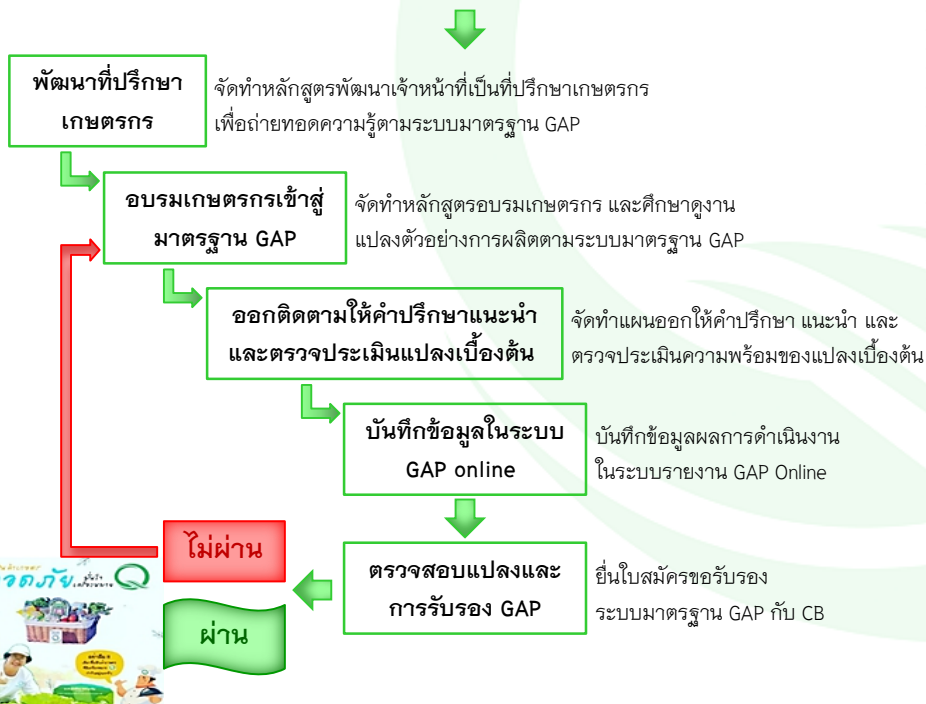 พัฒนาที่ปรึกษา
เกษตรกร
จัดทำหลักสูตรพัฒนาเจ้าหน้าที่เป็นที่ปรึกษาเกษตรกร
เพื่อถ่ายทอดความรู้ตามระบบมาตรฐาน GAP
อบรมเกษตรกรเข้าสู่
มาตรฐาน GAP
จัดทำหลักสูตรอบรมเกษตรกร และศึกษาดูงาน
แปลงตัวอย่างการผลิตตามระบบมาตรฐาน GAP
ออกติดตามให้คำปรึกษาแนะนำ
และตรวจประเมินแปลงเบื้องต้น
จัดทำแผนออกให้คำปรึกษา แนะนำ และ
ตรวจประเมินความพร้อมของแปลงเบื้องต้น
บันทึกข้อมูลในระบบ
GAP online
บันทึกข้อมูลผลการดำเนินงาน
ในระบบรายงาน GAP Online
ตรวจสอบแปลงและ
การรับรอง GAP
ยื่นใบสมัครขอรับรอง
ระบบมาตรฐาน GAP กับ CB
ไม่ผ่าน
ผ่าน
Q